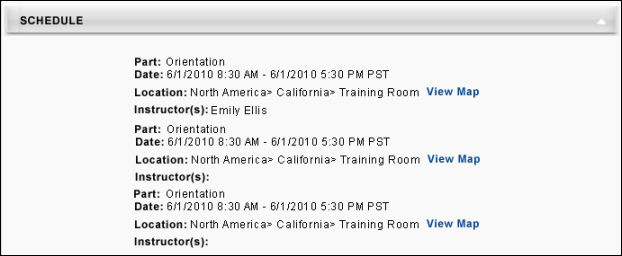 SCHEDULE
Part: Orientation
Date: 6/1/2010 8:30 AM - 6/1/2010 5:30 PM PST
Location: North America> California> Training Room View Map
Instructor(s): Emily Ellis
Part: Orientation
Date: 6/1/2010 8:30 AM - 6/1/2010 5:30 PM PST
Location: North America> California> Training Room View Map
Instructor(s):
Part: Orientation
Date: 6/1/2010 8:30 AM - 6/1/2010 5:30 PM PST
Location: North America> California> Training Room View Map
Instructor(s):